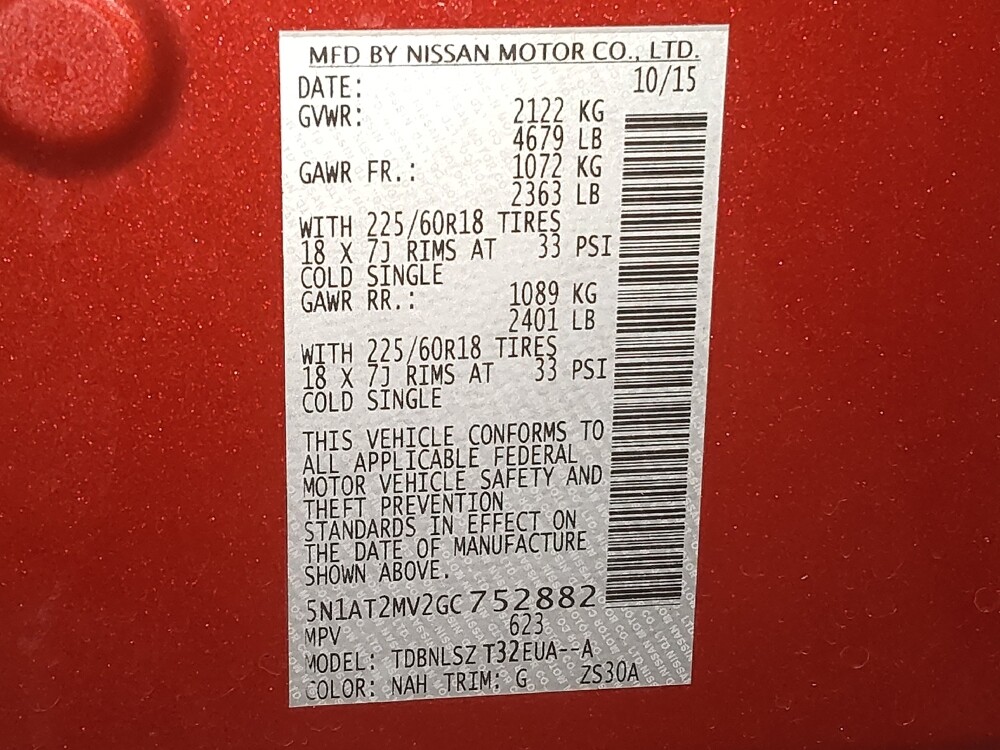 MFD BY NISSAN MOTOR CO., LTD.
DATE: 10/15
GVWR: 2122 KG
4679 LB
GAWR FR.: 1072 KG
2363 LB
WITH 225/60R18 TIRES
18 X 7J RIMS AT 33 PSI
COLD SINGLE
GAWR RR.: 1089 KG
2401 LB
WITH 225/60R18 TIRES
18 X 7J RIMS AT 33 PSI
COLD SINGLE
THIS VEHICLE CONFORMS TO
ALL APPLICABLE FEDERAL
MOTOR VEHICLE SAFETY AND
THEFT PREVENTION
STANDARDS IN EFFECT ON
THE DATE OF MANUFACTURE
SHOWN ABOVE.
5N1AT2MV2GC752882
MPV 623
MODEL: TDBNLSZ T32EUA--A
COLOR: NAH TRIM: G ZS30A